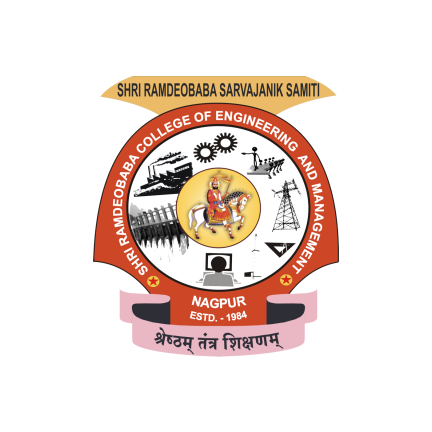 SHRI RAMDEOBABA SARVAJANIK SAMITI
SHRI RAMDEOBABA COLLEGE OF ENGINEERING AND MANAGEMENT
NAGPUR
ESTD. - 1984
श्रेष्ठम् तंत्र शिक्षणम्